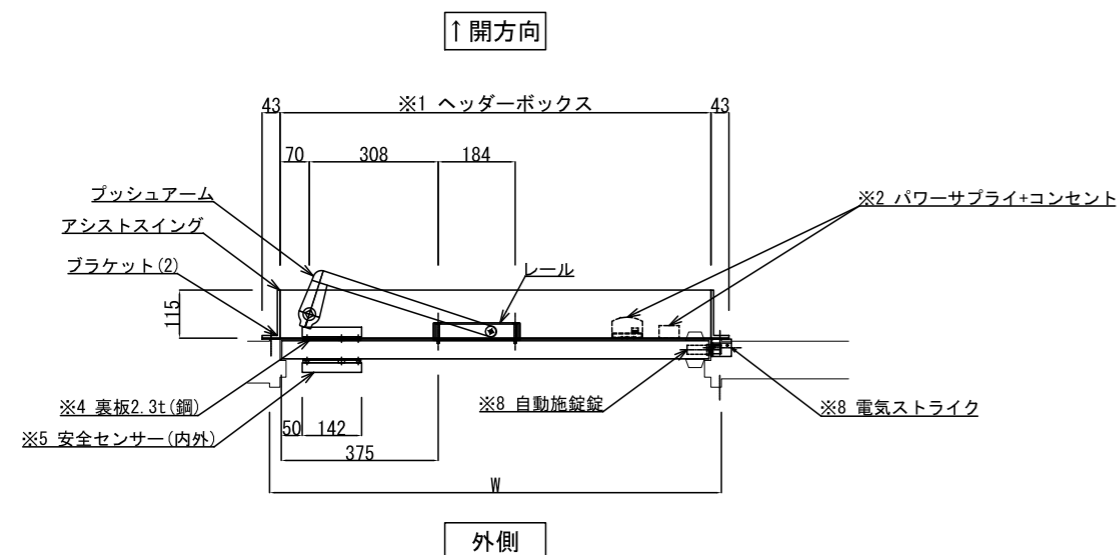 ↑開方向
43
※1 ヘッダーボックス
43
70
308
184
プッシュアーム
※2 パワーサプライ+コンセント
アシストスイング
ブラケット(2)
レール
115
※4 裏板2.3t(鋼)
※8 自動施錠錠
※8 電気ストライク
※5 安全センサー(内外)
50
142
375
W
外側